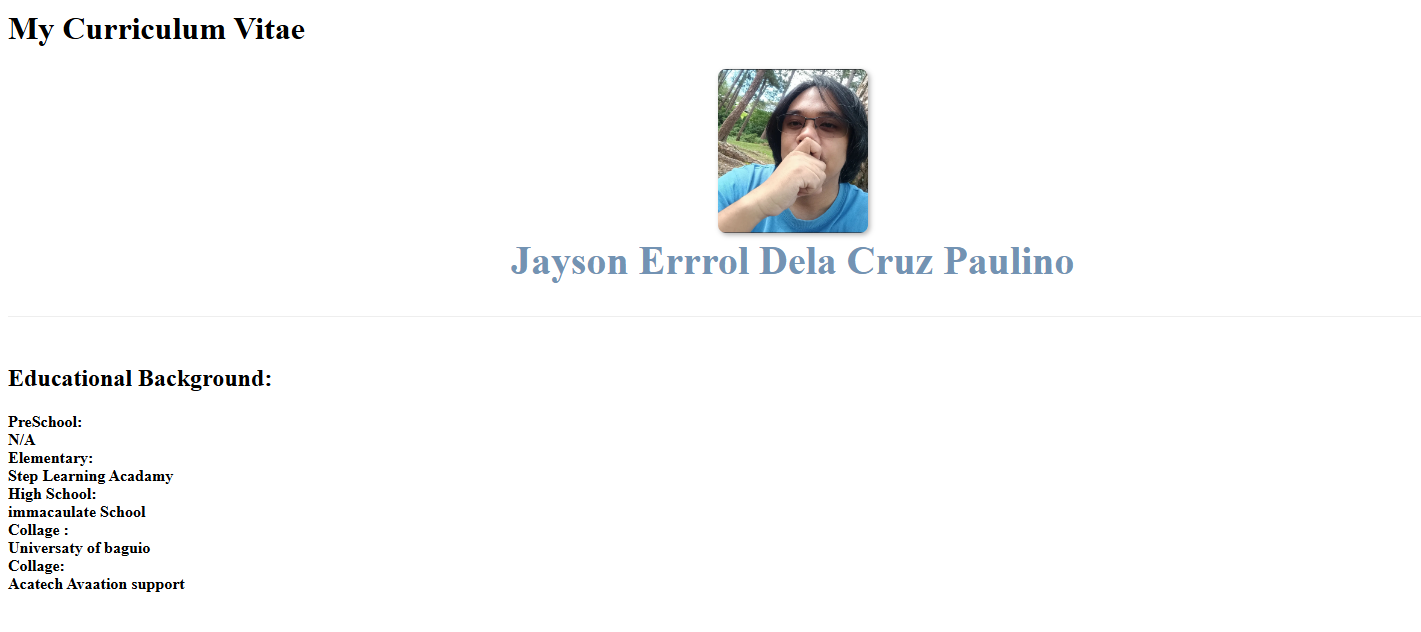 My Curriculum Vitae
Jayson Errrol Dela Cruz Paulino
Educational Background:
PreSchool:
N/A
Elementary:
Step Learning Acadamy
High School:
immacaulate School
Collage :
Universaty of baguio
Collage:
Acatech Avaation support